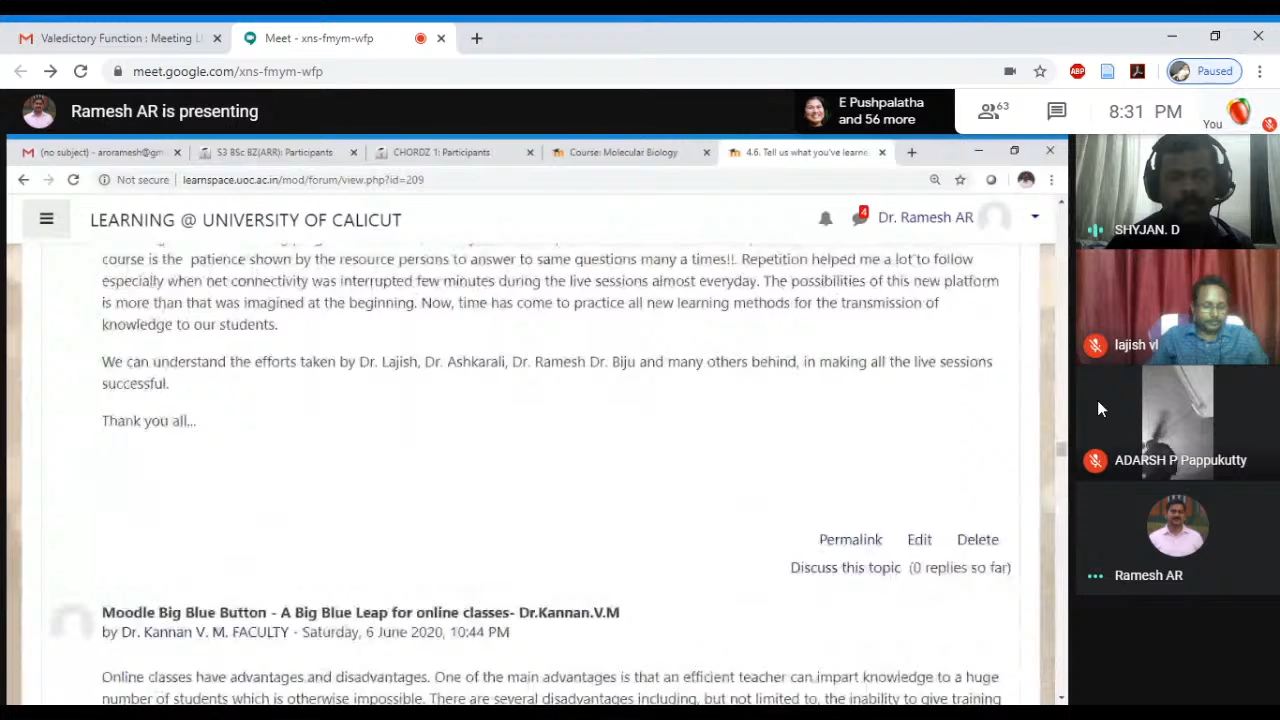 Valedictory Function : Meeting L
Meet - xns-fmym-wfp
meet.google.com/xns-fmym-wfp
ABP
Paused
Ramesh AR is presenting
E Pushpalatha
and 56 more
63
8:31 PM
You
(no subject) - aroramesh@gm
S3 BSc BZ(ARR): Participants
CHORDZ 1: Participants
Course: Molecular Biology
4.6. Tell us what you've learne
Not secure
learnspace.uoc.ac.in/mod/forum/view.php?id=209
LEARNING @ UNIVERSITY OF CALICUT
4
Dr. Ramesh AR
course is the patience shown by the resource persons to answer to same questions many a times!!. Repetition helped me a lot to follow
especially when net connectivity was interrupted few minutes during the live sessions almost everyday. The possibilities of this new platform
is more than that was imagined at the beginning. Now, time has come to practice all new learning methods for the transmission of
knowledge to our students.
We can understand the efforts taken by Dr. Lajish, Dr. Ashkarali, Dr. Ramesh Dr. Biju and many others behind, in making all the live sessions
successful.
Thank you all...
Permalink Edit Delete
Discuss this topic (0 replies so far)
Moodle Big Blue Button - A Big Blue Leap for online classes- Dr.Kannan.V.M
by Dr. Kannan V. M. FACULTY - Saturday, 6 June 2020, 10:44 PM
Online classes have advantages and disadvantages. One of the main advantages is that an efficient teacher can impart knowledge to a huge
number of students which is otherwise impossible. There are several disadvantages including, but not limited to, the inability to give training
SHYJAN. D
lajish vl
ADARSH P Pappukutty
Ramesh AR